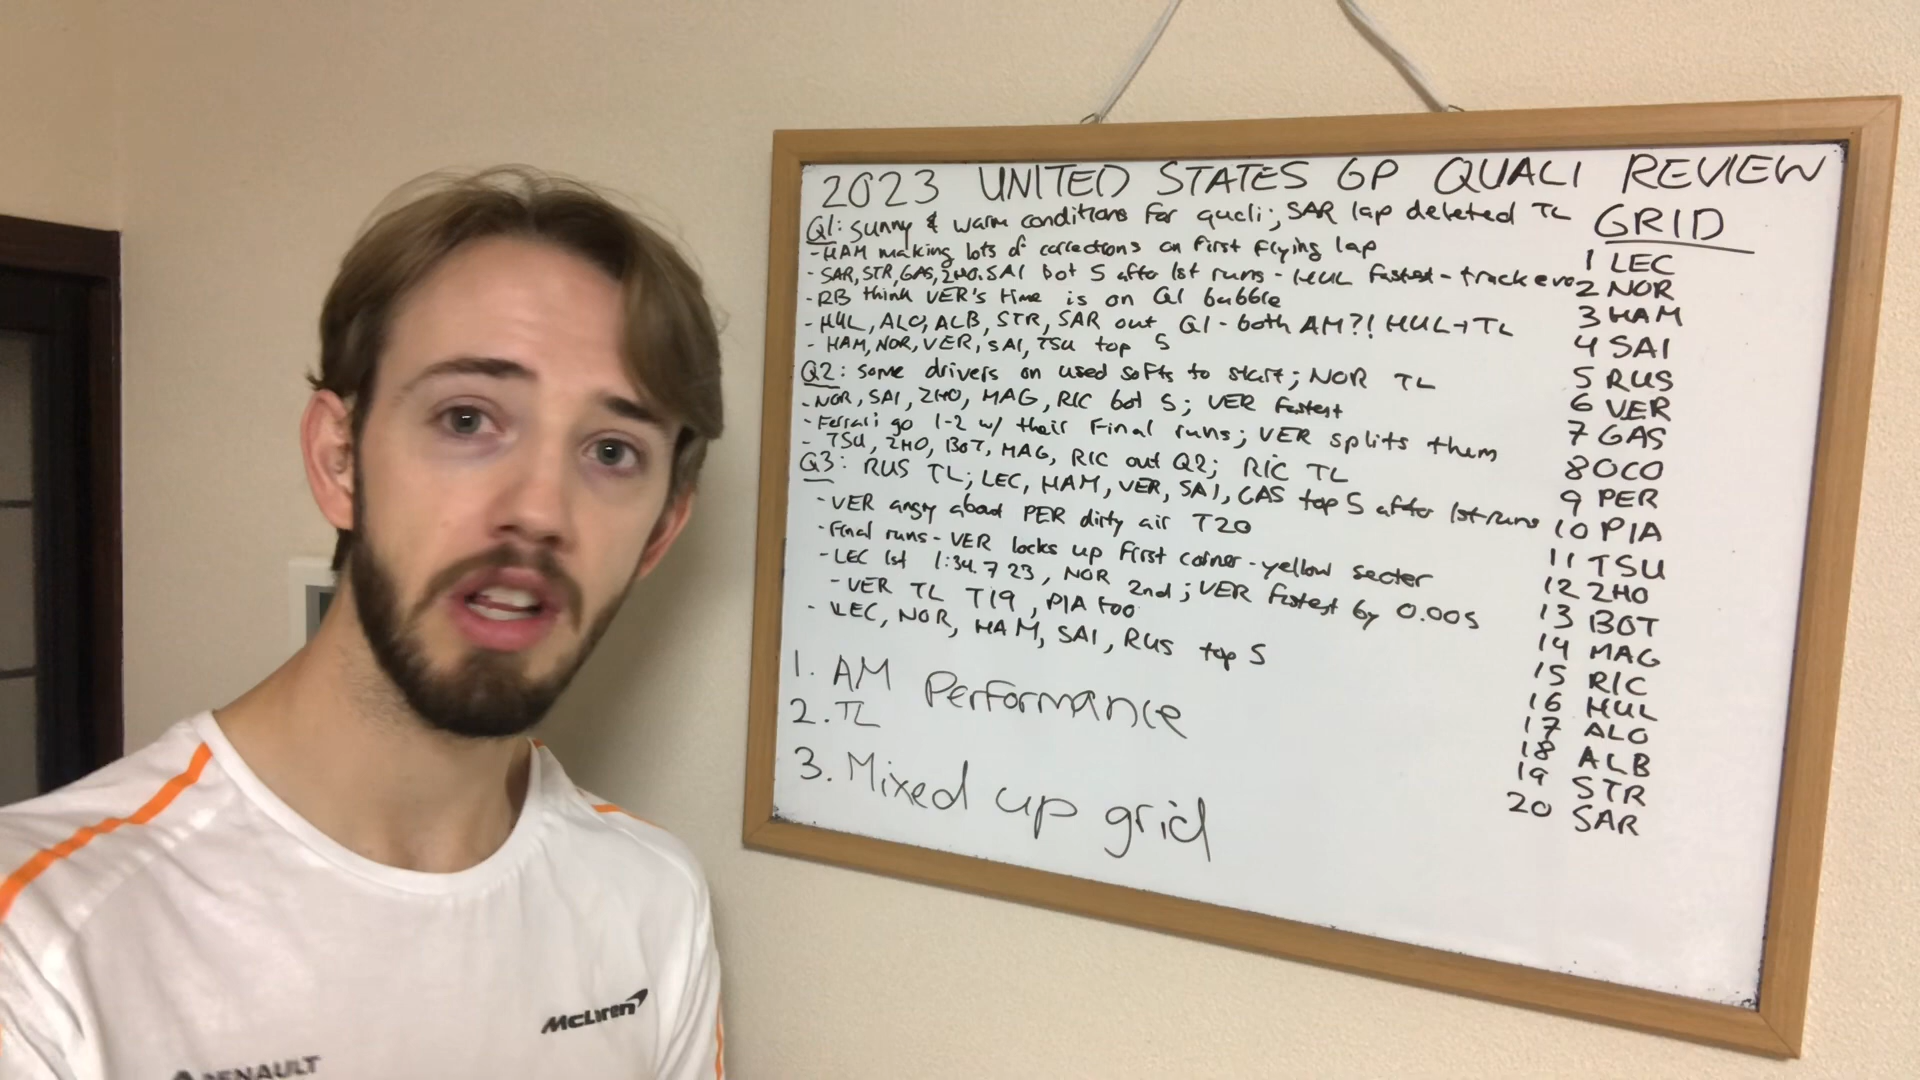 2023 UNITED STATES GP QUALI REVIEW
Q1: sunny & warm conditions for quali; SAR lap deleted TL
- HAM making lots of corrections on first flying lap
- SAR, STR, GAS, ZHO, SAI bot 5 after 1st runs - HUL fastest - track evo
- RB think VER's time is on Q1 bubble
- HUL, ALO, ALB, STR, SAR out Q1 - both AM?! HUL→TL
- HAM, NOR, VER, SAI, TSU top 5
Q2: some drivers on used softs to start; NOR TL
- NOR, SAI, ZHO, MAG, RIC bot 5; VER fastest
- Ferrari go 1-2 w/ their final runs; VER splits them
- TSU, ZHO, BOT, MAG, RIC out Q2; RIC TL
Q3: RUS TL; LEC, HAM, VER, SAI, GAS top 5 after 1st runs
- VER angry about PER dirty air T20
- Final runs - VER locks up first corner - yellow sector
- LEC 1st 1:34.723, NOR 2nd; VER fastest by 0.005
- VER TL T19, PIA too
- LEC, NOR, HAM, SAI, RUS top 5
1. AM Performance
2. TL
3. Mixed up grid
GRID
1 LEC
2 NOR
3 HAM
4 SAI
5 RUS
6 VER
7 GAS
8 OCO
9 PER
10 PIA
11 TSU
12 ZHO
13 BOT
14 MAG
15 RIC
16 HUL
17 ALO
18 ALB
19 STR
20 SAR
McLaren
RENAULT